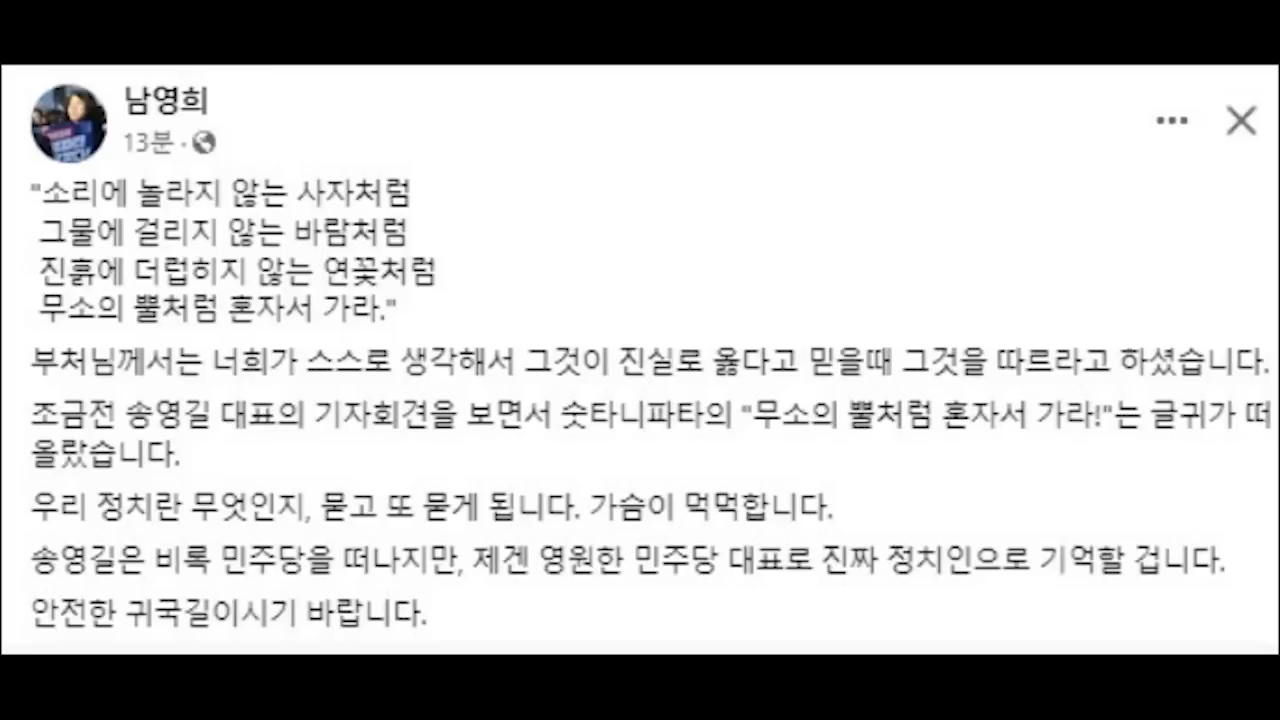 남영희
13분 ·
"소리에 놀라지 않는 사자처럼
그물에 걸리지 않는 바람처럼
진흙에 더럽히지 않는 연꽃처럼
무소의 뿔처럼 혼자서 가라."
부처님께서는 너희가 스스로 생각해서 그것이 진실로 옳다고 믿을때 그것을 따르라고 하셨습니다.
조금전 송영길 대표의 기자회견을 보면서 숫타니파타의 "무소의 뿔처럼 혼자서 가라!"는 글귀가 떠
올랐습니다.
우리 정치란 무엇인지, 묻고 또 묻게 됩니다. 가슴이 먹먹합니다.
송영길은 비록 민주당을 떠나지만, 제겐 영원한 민주당 대표로 진짜 정치인으로 기억할 겁니다.
안전한 귀국길이시기 바랍니다.